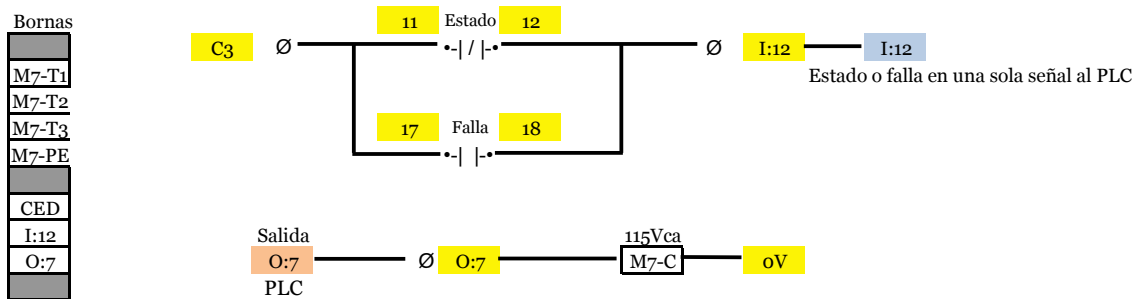 Bornas
M7-T1
M7-T2
M7-T3
M7-PE
CED
I:12
O:7
11 Estado 12
C3 Ø •-| / |-• Ø I:12 I:12
Estado o falla en una sola señal al PLC
17 Falla 18
•-| |-•
Salida 115Vca
O:7 Ø O:7 M7-C 0V
PLC